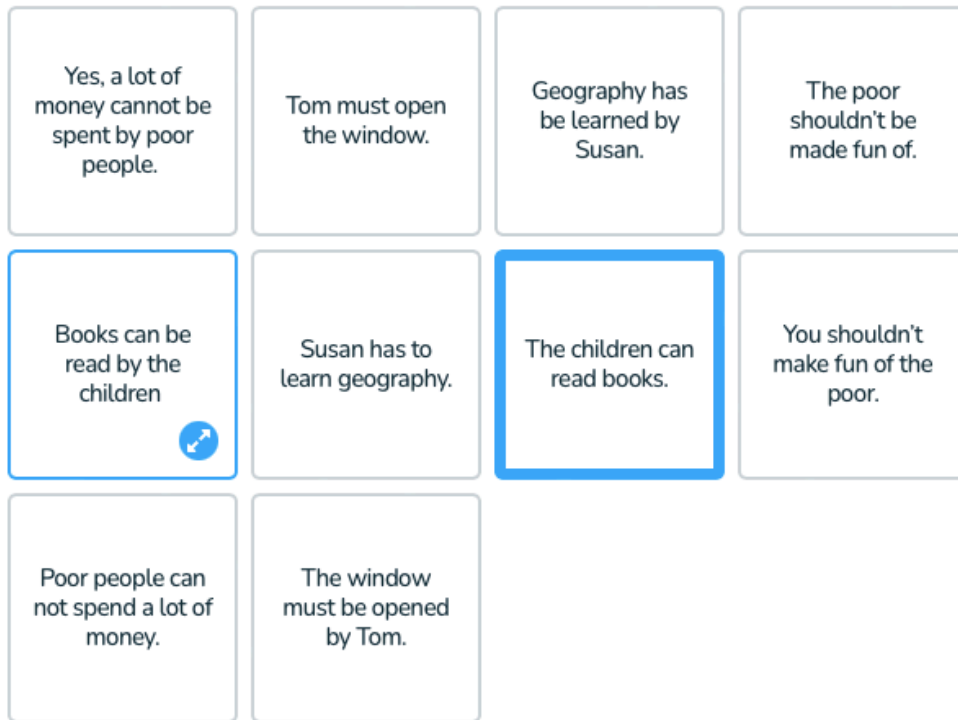 Yes, a lot of
money cannot be
spent by poor
people.
Tom must open
the window.
Geography has
be learned by
Susan.
The poor
shouldn't be
made fun of.
Books can be
read by the
children
Susan has to
learn geography.
The children can
read books.
You shouldn't
make fun of the
poor.
Poor people can
not spend a lot of
money.
The window
must be opened
by Tom.